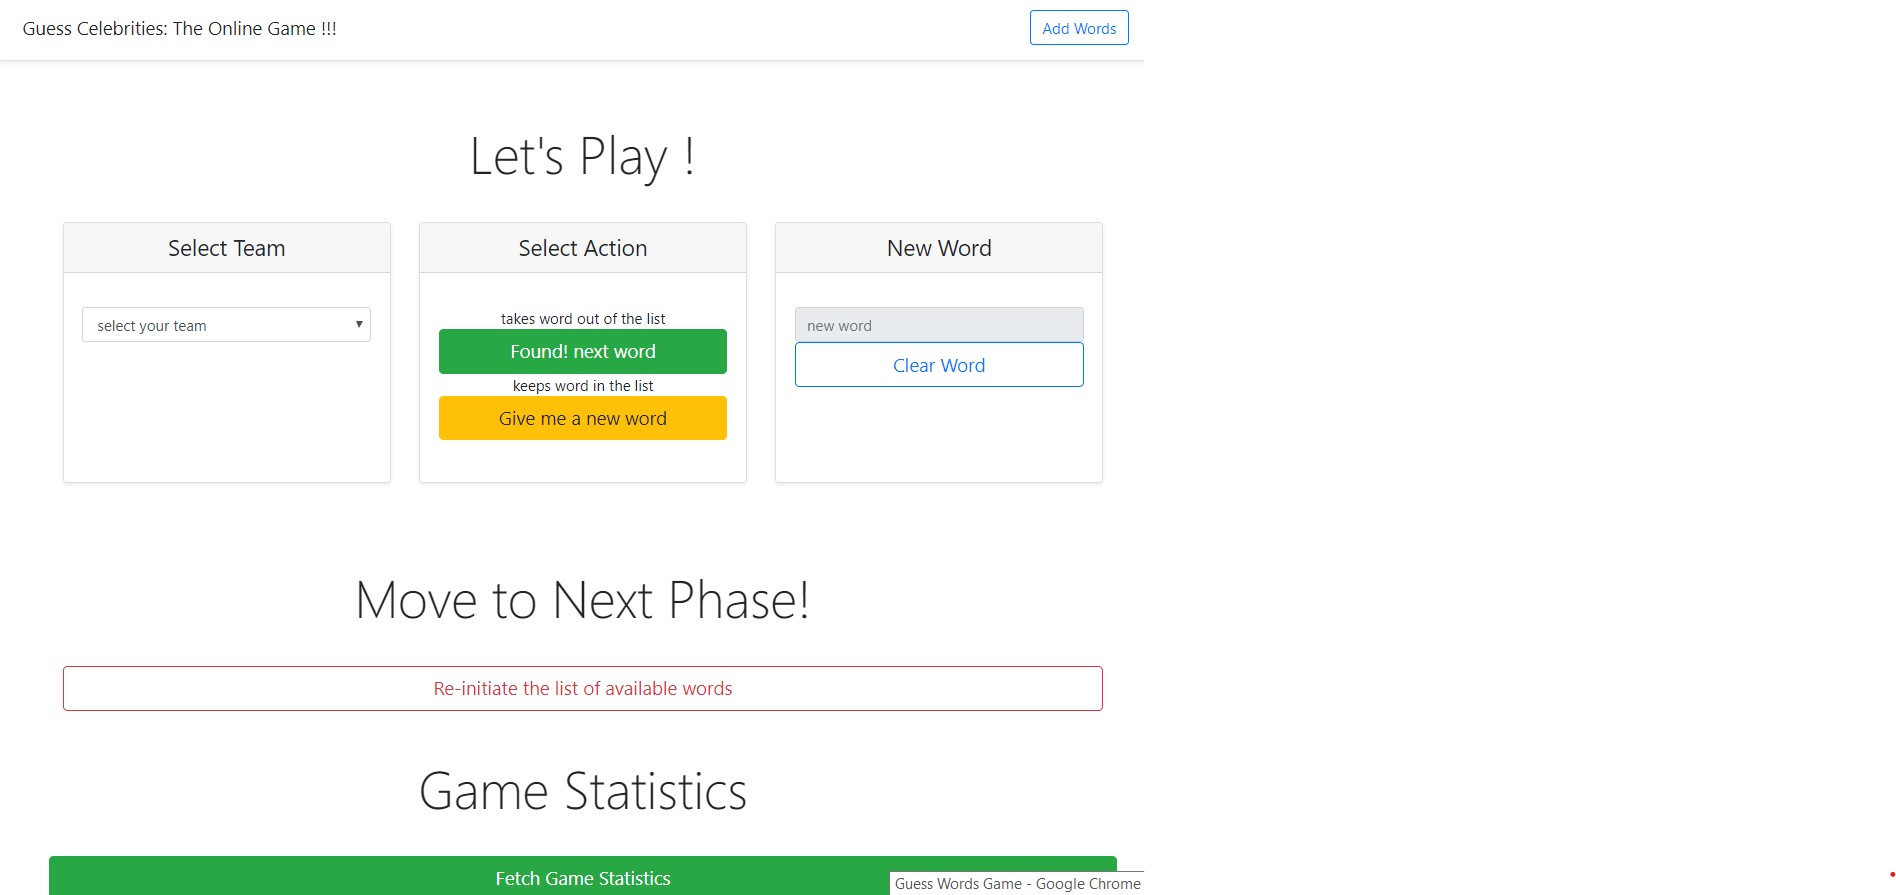 Guess Celebrities: The Online Game !!!
Add Words
Let's Play !
Select Team
select your team
Select Action
takes word out of the list
Found! next word
keeps word in the list
Give me a new word
New Word
new word
Clear Word
Move to Next Phase!
Re-initiate the list of available words
Game Statistics
Fetch Game Statistics
Guess Words Game - Google Chrome